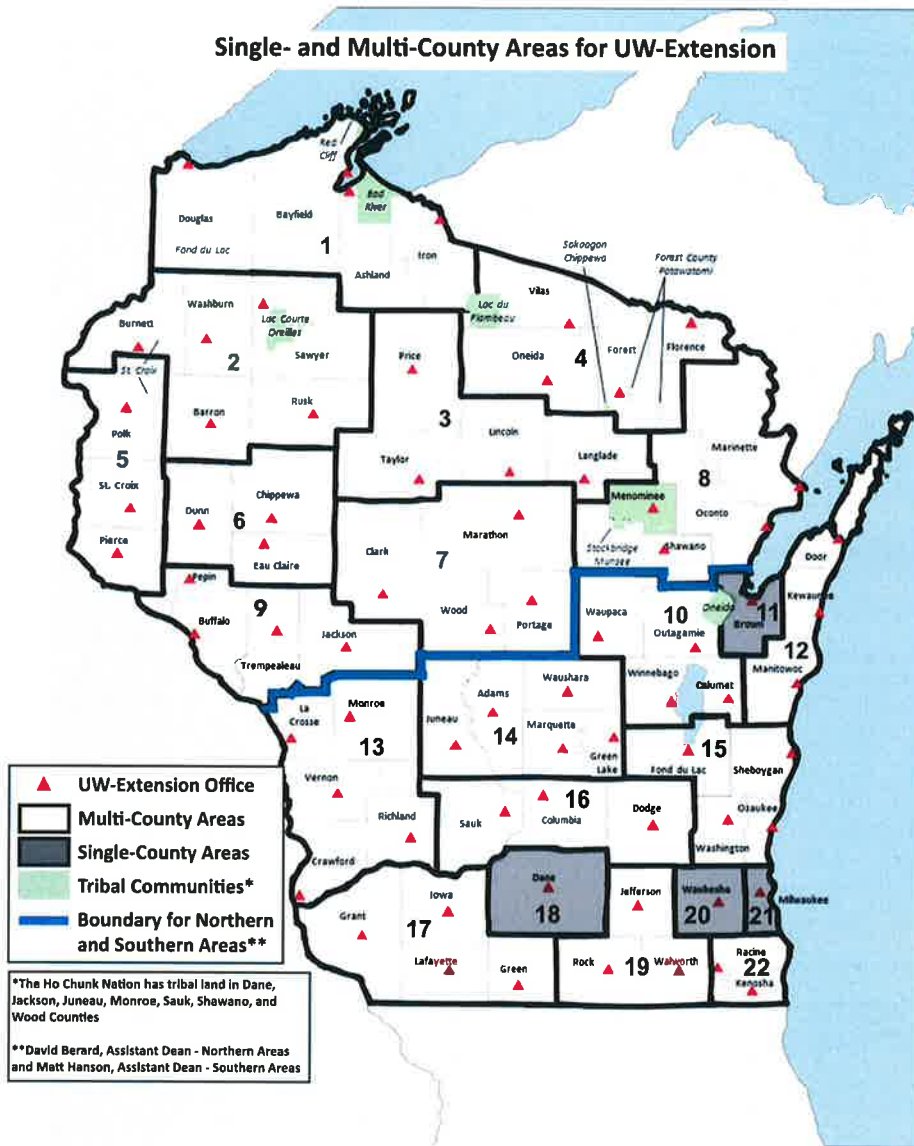 Single- and Multi-County Areas for UW-Extension
Red
Cliff
Bad
River
Douglas
Bayfield
Fond du Lac
1
Iron
Ashland
Sokaogon
Chippewa
Forest County
Potawatomi
Vilas
Lac du
Flambeau
Washburn
Burnett
Lac Courte
Oreilles
St. Croix
2
Sawyer
Price
Oneida
4
Forest
Florence
Barron
Rusk
3
Polk
5
Lincoln
Marinette
Taylor
Langlade
St. Croix
Chippewa
8
Menominee
Dunn
6
Oconto
Pierce
Marathon
Stockbridge
Munsee
Shawano
Eau Claire
Clark
7
Door
Pepin
9
Wood
Portage
Waupaca
10
Oneida
Brown
11
Kewaunee
Buffalo
Jackson
Outagamie
12
Trempealeau
Waushara
Winnebago
Calumet
Manitowoc
La
Crosse
Monroe
Adams
Juneau
Marquette
13
14
Green
Lake
15
Fond du Lac
Sheboygan
Vernon
16
Dodge
Ozaukee
Richland
Sauk
Columbia
Washington
Crawford
Dane
Jefferson
Waukesha
Milwaukee
Iowa
18
20
21
Grant
17
Lafayette
Green
Rock
19
Walworth
Racine
22
Kenosha
UW-Extension Office
Multi-County Areas
Single-County Areas
Tribal Communities*
Boundary for Northern
and Southern Areas**
*The Ho Chunk Nation has tribal land in Dane,
Jackson, Juneau, Monroe, Sauk, Shawano, and
Wood Counties
**David Berard, Assistant Dean - Northern Areas
and Matt Hanson, Assistant Dean - Southern Areas